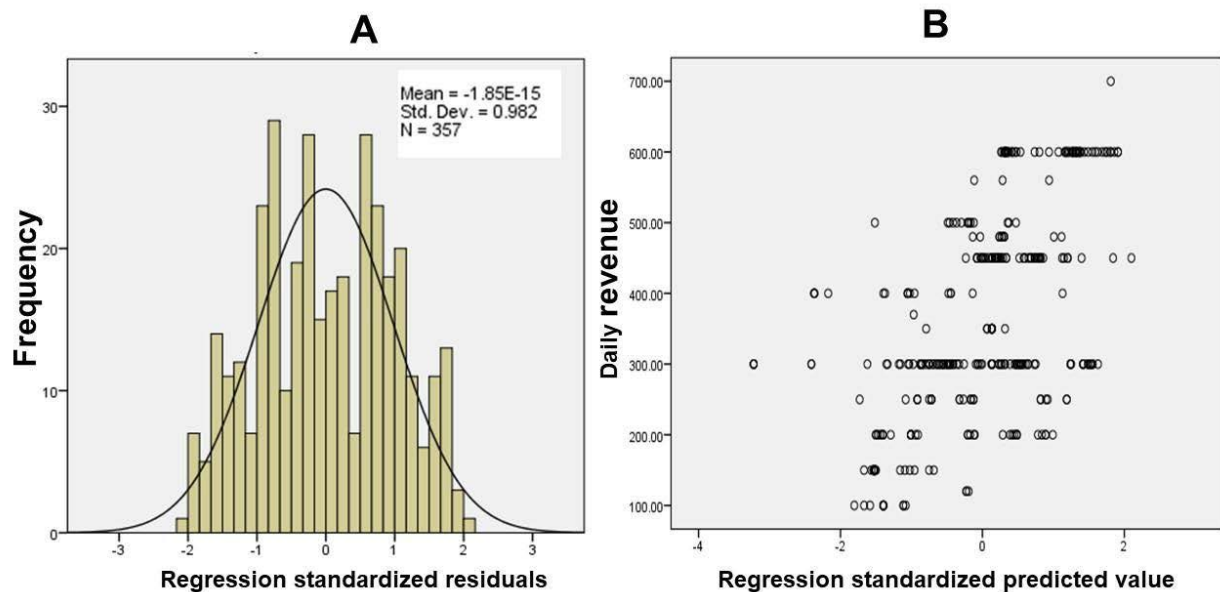 A
Mean = -1.85E-15
Std. Dev. = 0.982
N = 357
30
20
10
0
Frequency
-3
-2
-1
0
1
2
3
Regression standardized residuals
B
700.00
600.00
500.00
400.00
300.00
200.00
100.00
Daily revenue
-4
-2
0
2
Regression standardized predicted value